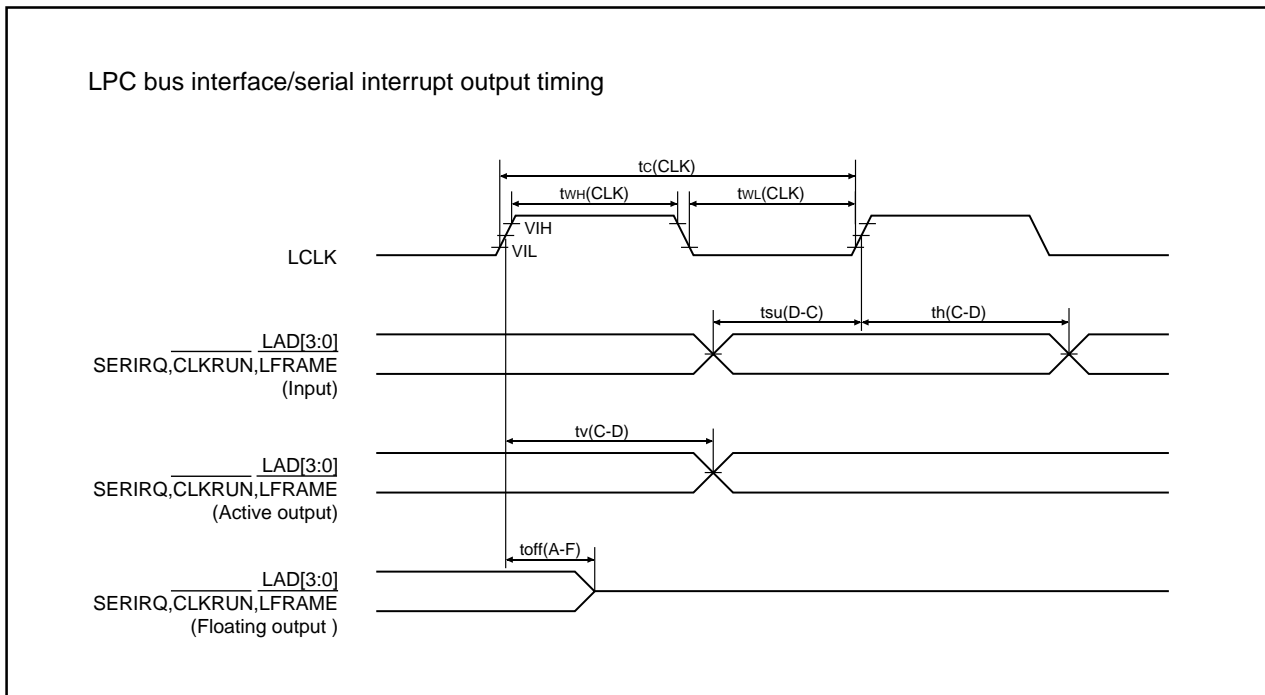 LPC bus interface/serial interrupt output timing
tC(CLK)
tWH(CLK)
tWL(CLK)
VIH
VIL
LCLK
tsu(D-C)
th(C-D)
LAD[3:0]
SERIRQ,CLKRUN,LFRAME
(Input)
tv(C-D)
LAD[3:0]
SERIRQ,CLKRUN,LFRAME
(Active output)
toff(A-F)
LAD[3:0]
SERIRQ,CLKRUN,LFRAME
(Floating output )